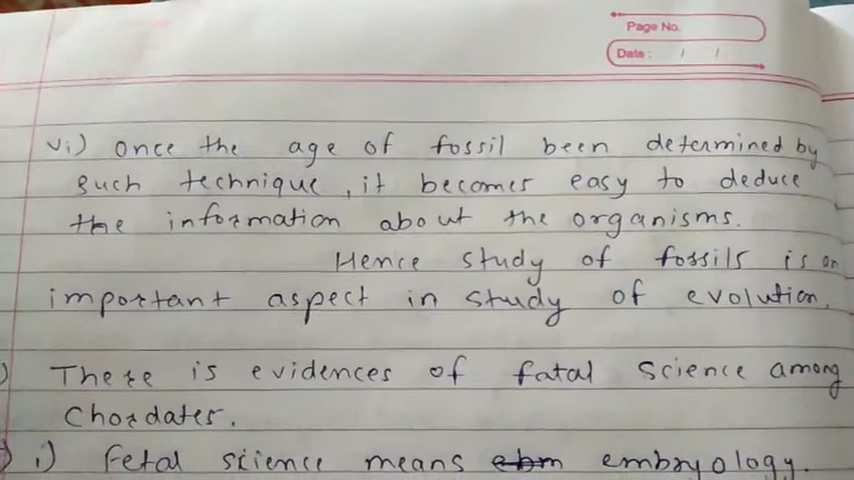 Page No.
Date : / /
vi) once the age of fossil been determined by
such technique, it becomes easy to deduce
the information about the organisms.
Hence study of fossils is an
important aspect in study of evolution.
) There is evidences of fatal science among
Chordates.
) i) Fetal science means ebm embryology.